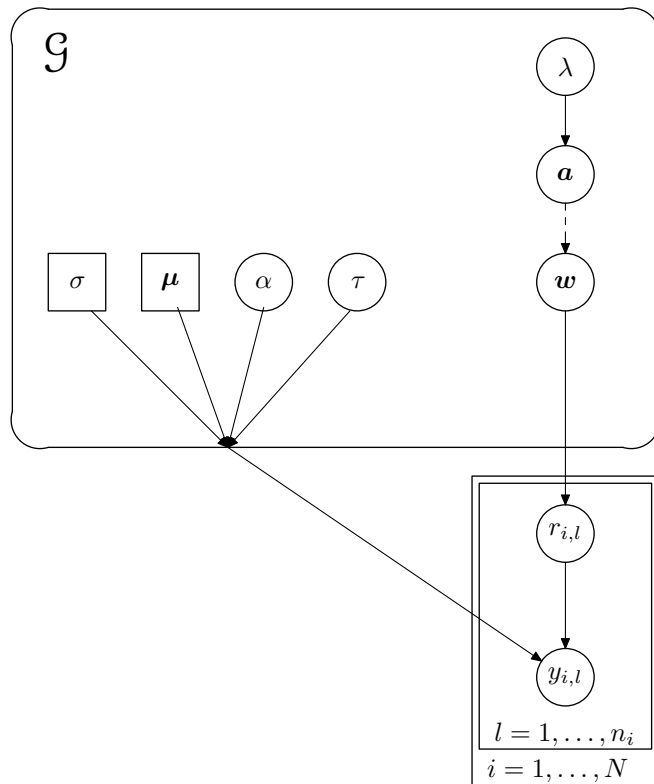 𝒢
λ
𝒂
σ 𝝁 α τ 𝒘
r_{i,l}
y_{i,l}
l = 1, . . . , n_i
i = 1, . . . , N